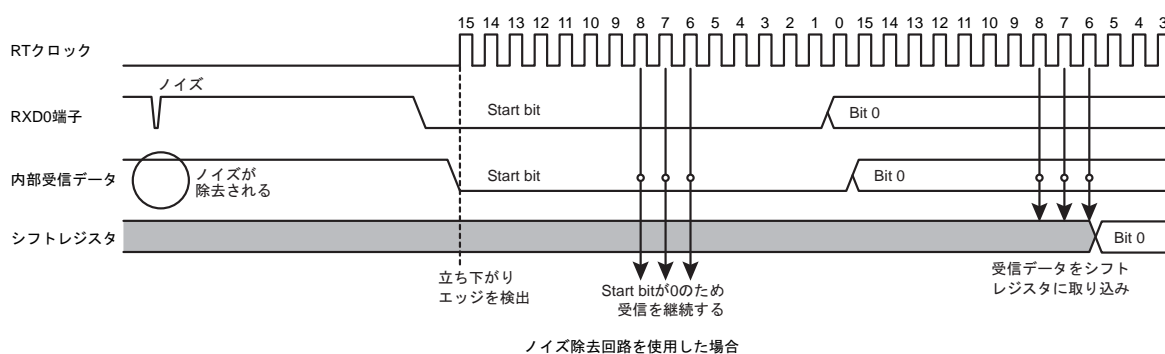 15 14 13 12 11 10 9 8 7 6 5 4 3 2 1 0 15 14 13 12 11 10 9 8 7 6 5 4 3
RTクロック
ノイズ
RXD0端子
Start bit
Bit 0
内部受信データ
ノイズが
除去される
Start bit
Bit 0
シフトレジスタ
Bit 0
立ち下がり
エッジを検出
Start bitが0のため
受信を継続する
受信データをシフト
レジスタに取り込み
ノイズ除去回路を使用した場合